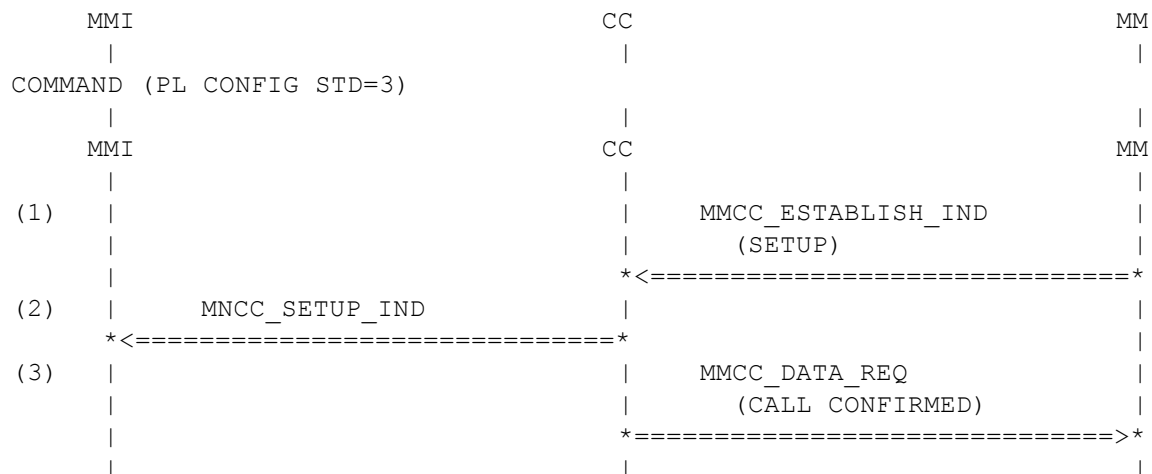 MMI CC MM
| | |
COMMAND (PL CONFIG STD=3)
| | |
MMI CC MM
| | |
(1) | | MMCC_ESTABLISH_IND |
| | (SETUP) |
| *<==============================*
(2) | MNCC_SETUP_IND | |
*<==============================* |
(3) | | MMCC_DATA_REQ |
| | (CALL CONFIRMED) |
| *==============================>*
| | |